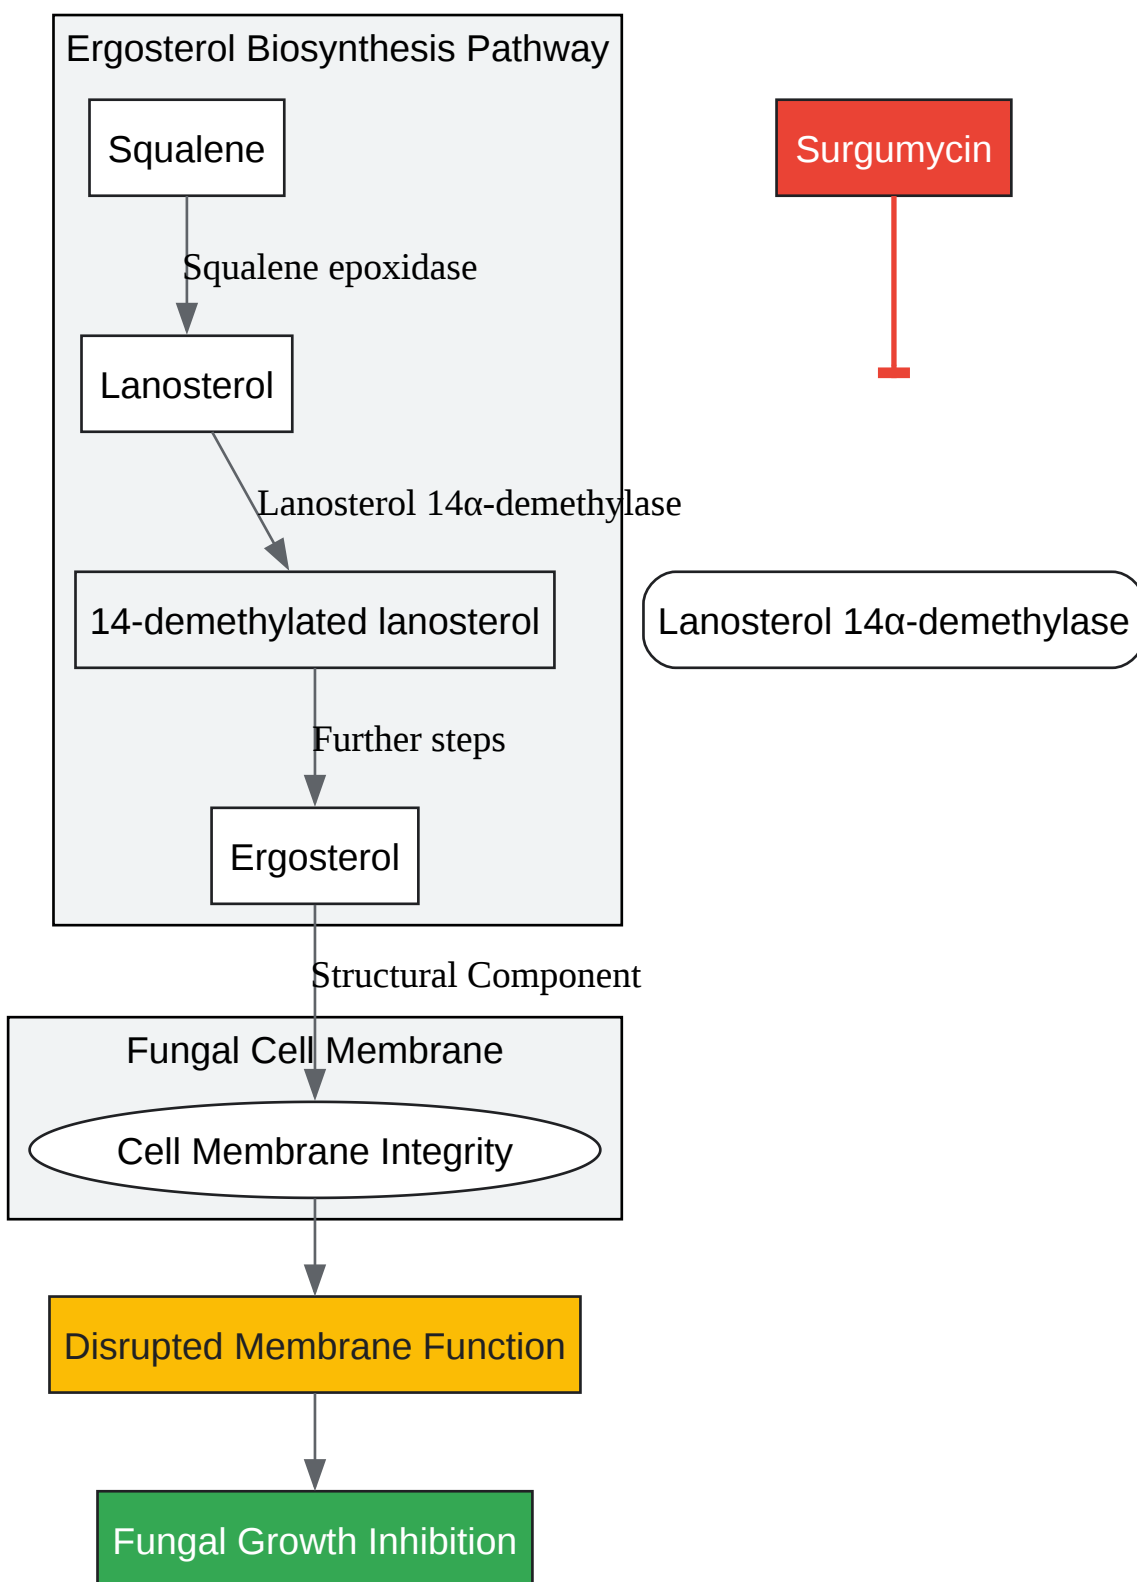 Ergosterol Biosynthesis Pathway
Squalene
Surgumycin
Squalene epoxidase
Lanosterol
Lanosterol 14α-demethylase
14-demethylated lanosterol
Lanosterol 14α-demethylase
Further steps
Ergosterol
Structural Component
Fungal Cell Membrane
Cell Membrane Integrity
Disrupted Membrane Function
Fungal Growth Inhibition